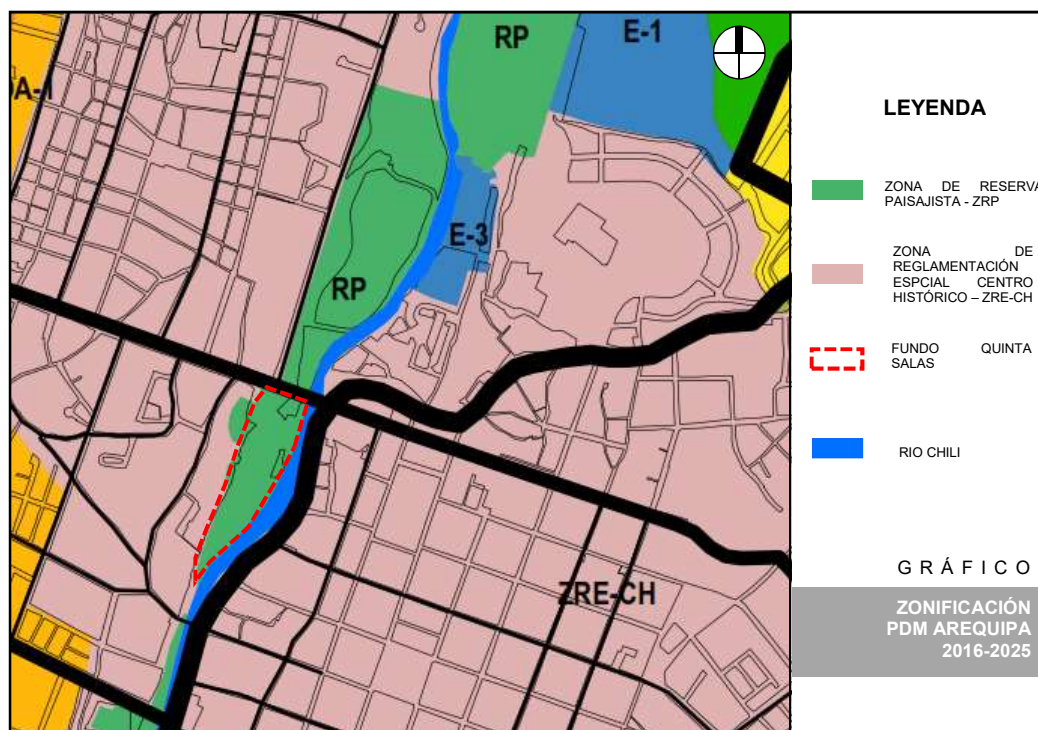 RP
E-1
E-3
RP
ZRE-CH
LEYENDA
ZONA DE RESERVA
PAISAJISTA - ZRP
ZONA DE
REGLAMENTACIÓN
ESPCIAL CENTRO
HISTÓRICO – ZRE-CH
FUNDO QUINTA
SALAS
RIO CHILI
GRÁFICO
ZONIFICACIÓN
PDM AREQUIPA
2016-2025